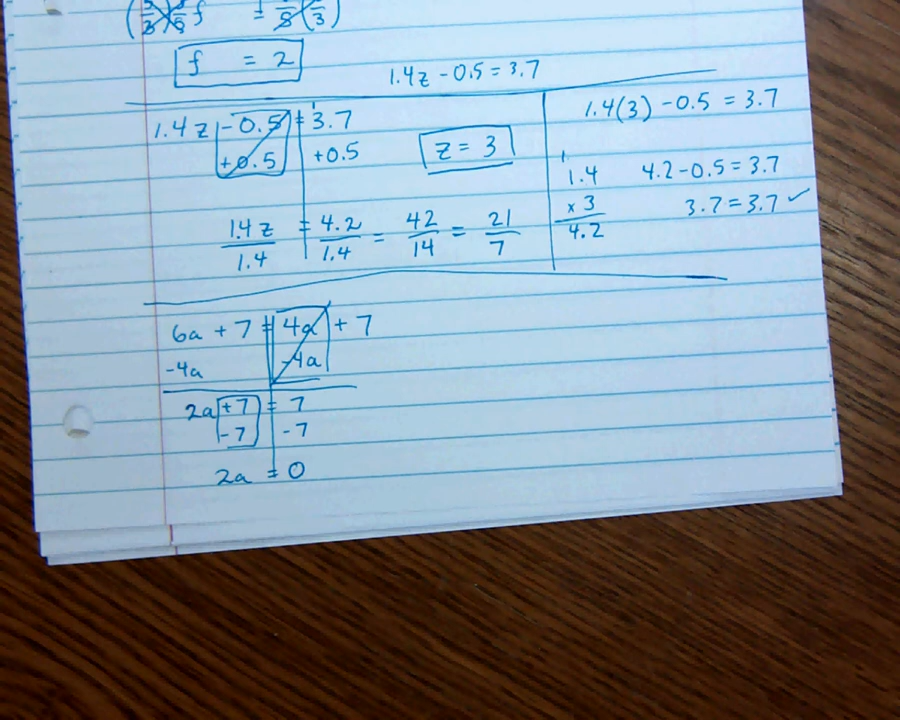 f = 2
1.4z - 0.5 = 3.7
1.4z - 0.5 = 3.7
+0.5 +0.5
z = 3
1.4z/1.4 = 4.2/1.4 = 42/14 = 21/7
1.4(3) - 0.5 = 3.7
1
1.4
x 3
4.2
4.2 - 0.5 = 3.7
3.7 = 3.7 ✓
6a + 7 = 4a + 7
-4a -4a
2a + 7 = 7
-7 -7
2a = 0